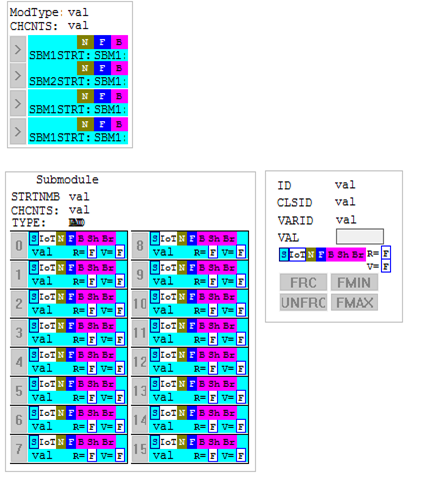 ModType: val
CHCNTS: val
N F B
> SBM1STRT: SBM1:
N F B
> SBM2STRT: SBM1:
N F B
> SBM1STRT: SBM1:
N F B
> SBM1STRT: SBM1:
Submodule
STRTNMB val
CHCNTS: val
TYPE:
0 S IoT N F B Sh Br
val R= F V= F
1 S IoT N F B Sh Br
val R= F V= F
2 S IoT N F B Sh Br
val R= F V= F
3 S IoT N F B Sh Br
val R= F V= F
4 S IoT N F B Sh Br
val R= F V= F
5 S IoT N F B Sh Br
val R= F V= F
6 S IoT N F B Sh Br
val R= F V= F
7 S IoT N F B Sh Br
val R= F V= F
8 S IoT N F B Sh Br
val R= F V= F
9 S IoT N F B Sh Br
val R= F V= F
10 S IoT N F B Sh Br
val R= F V= F
11 S IoT N F B Sh Br
val R= F V= F
12 S IoT N F B Sh Br
val R= F V= F
13 S IoT N F B Sh Br
val R= F V= F
14 S IoT N F B Sh Br
val R= F V= F
15 S IoT N F B Sh Br
val R= F V= F
ID val
CLSID val
VARID val
VAL
S IoT N F B Sh Br R= F
V= F
FRC FMIN
UNFRC FMAX